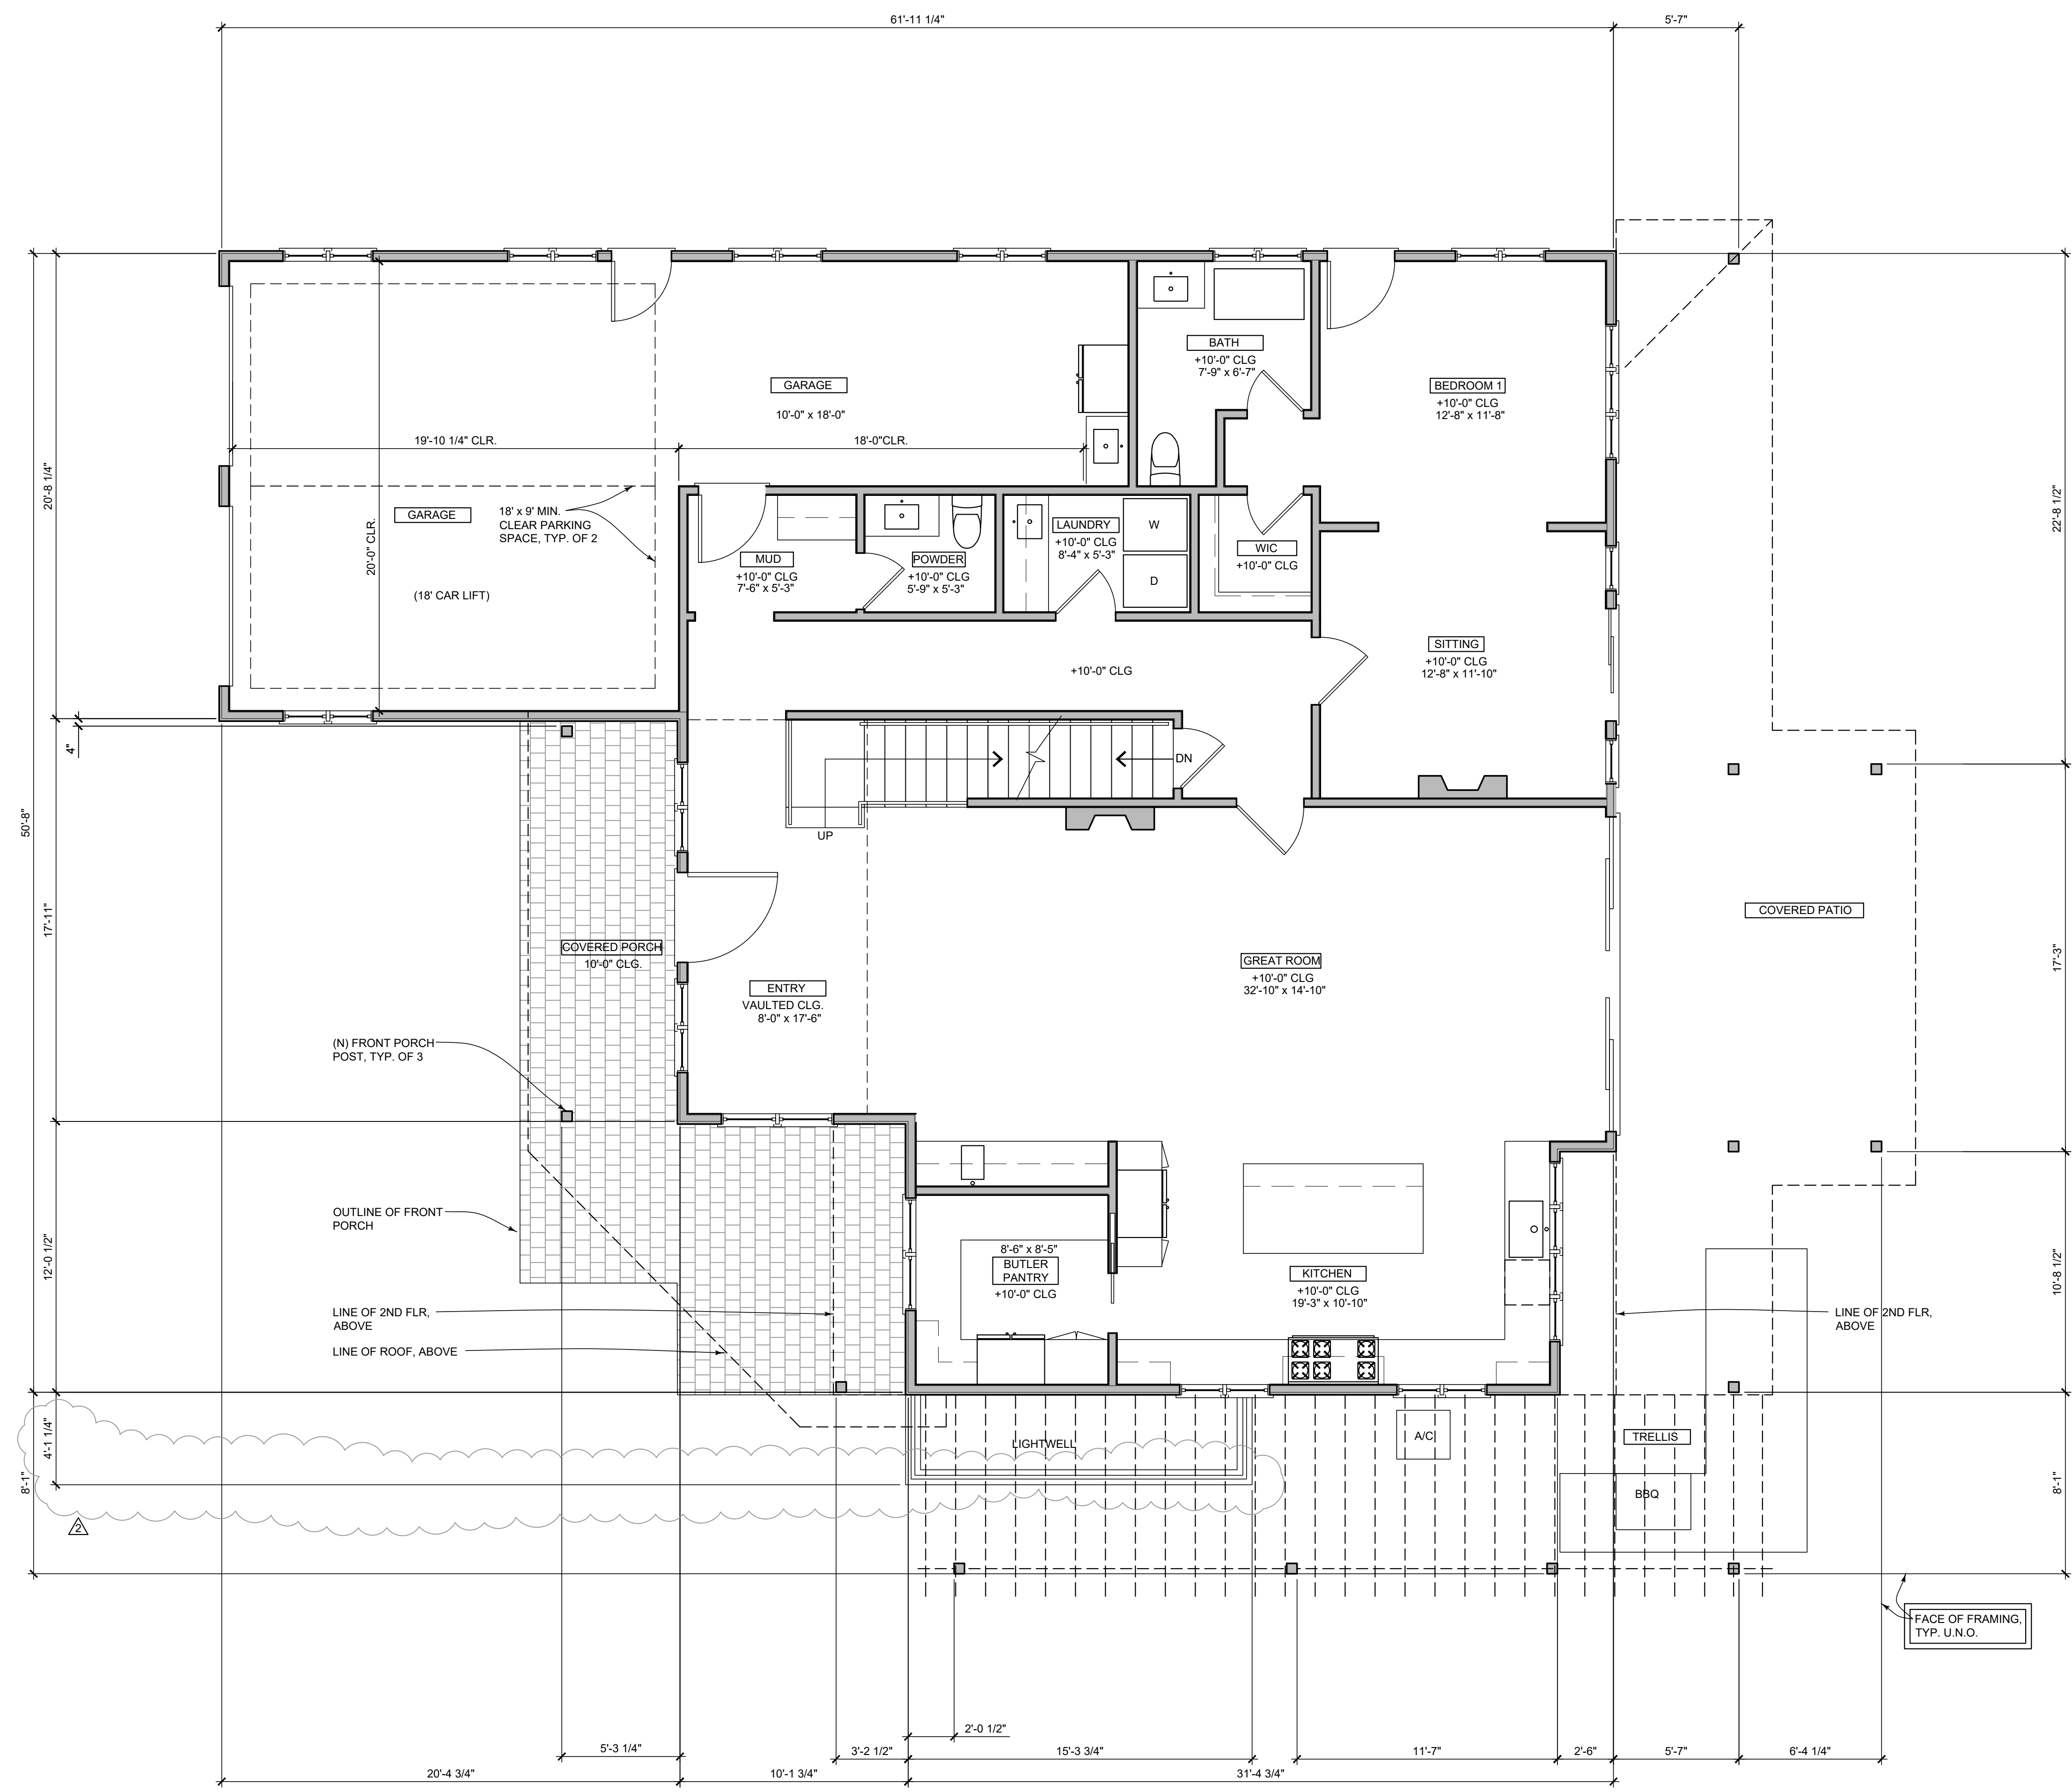 61'-11 1/4"
5'-7"
20'-8 1/4"
4"
50'-8"
17'-11"
12'-0 1/2"
4'-1 1/4"
8'-1"
2
GARAGE
10'-0" x 18'-0"
19'-10 1/4" CLR.
18'-0"CLR.
20'-0" CLR.
GARAGE
18' x 9' MIN.
CLEAR PARKING
SPACE, TYP. OF 2
(18' CAR LIFT)
BATH
+10'-0" CLG
7'-9" x 6'-7"
BEDROOM 1
+10'-0" CLG
12'-8" x 11'-8"
MUD
+10'-0" CLG
7'-6" x 5'-3"
POWDER
+10'-0" CLG
5'-9" x 5'-3"
LAUNDRY
+10'-0" CLG
8'-4" x 5'-3"
W
D
WIC
+10'-0" CLG
SITTING
+10'-0" CLG
12'-8" x 11'-10"
+10'-0" CLG
DN
UP
COVERED PORCH
10'-0" CLG.
ENTRY
VAULTED CLG.
8'-0" x 17'-6"
GREAT ROOM
+10'-0" CLG
32'-10" x 14'-10"
COVERED PATIO
(N) FRONT PORCH
POST, TYP. OF 3
OUTLINE OF FRONT
PORCH
LINE OF 2ND FLR,
ABOVE
LINE OF ROOF, ABOVE
8'-6" x 8'-5"
BUTLER
PANTRY
+10'-0" CLG
KITCHEN
+10'-0" CLG
19'-3" x 10'-10"
LINE OF 2ND FLR,
ABOVE
LIGHTWELL
A/C
TRELLIS
BBQ
22'-8 1/2"
17'-3"
10'-8 1/2"
8'-1"
FACE OF FRAMING,
TYP. U.N.O.
2'-0 1/2"
5'-3 1/4"
3'-2 1/2"
15'-3 3/4"
11'-7"
2'-6"
5'-7"
6'-4 1/4"
20'-4 3/4"
10'-1 3/4"
31'-4 3/4"